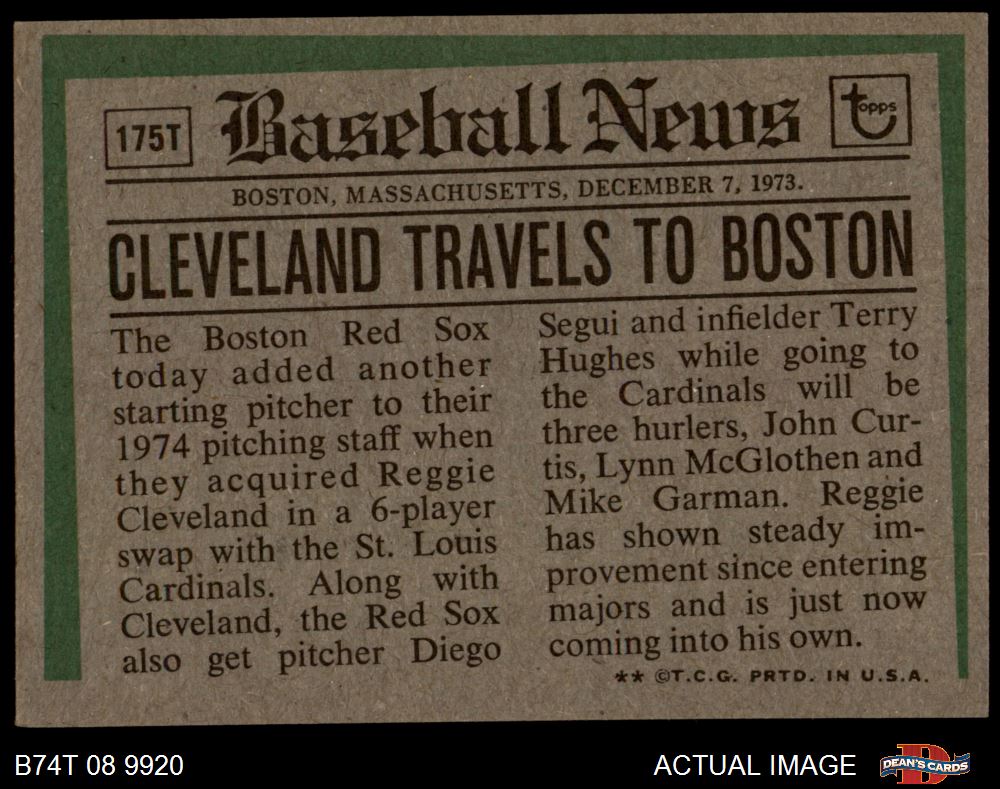 175T
Baseball News
topps
BOSTON, MASSACHUSETTS, DECEMBER 7, 1973.
CLEVELAND TRAVELS TO BOSTON
The Boston Red Sox
today added another
starting pitcher to their
1974 pitching staff when
they acquired Reggie
Cleveland in a 6-player
swap with the St. Louis
Cardinals. Along with
Cleveland, the Red Sox
also get pitcher Diego
Segui and infielder Terry
Hughes while going to
the Cardinals will be
three hurlers, John Cur-
tis, Lynn McGlothen and
Mike Garman. Reggie
has shown steady im-
provement since entering
majors and is just now
coming into his own.
** ©T.C.G. PRTD. IN U.S.A.
B74T 08 9920
ACTUAL IMAGE
D
DEAN'S CARDS